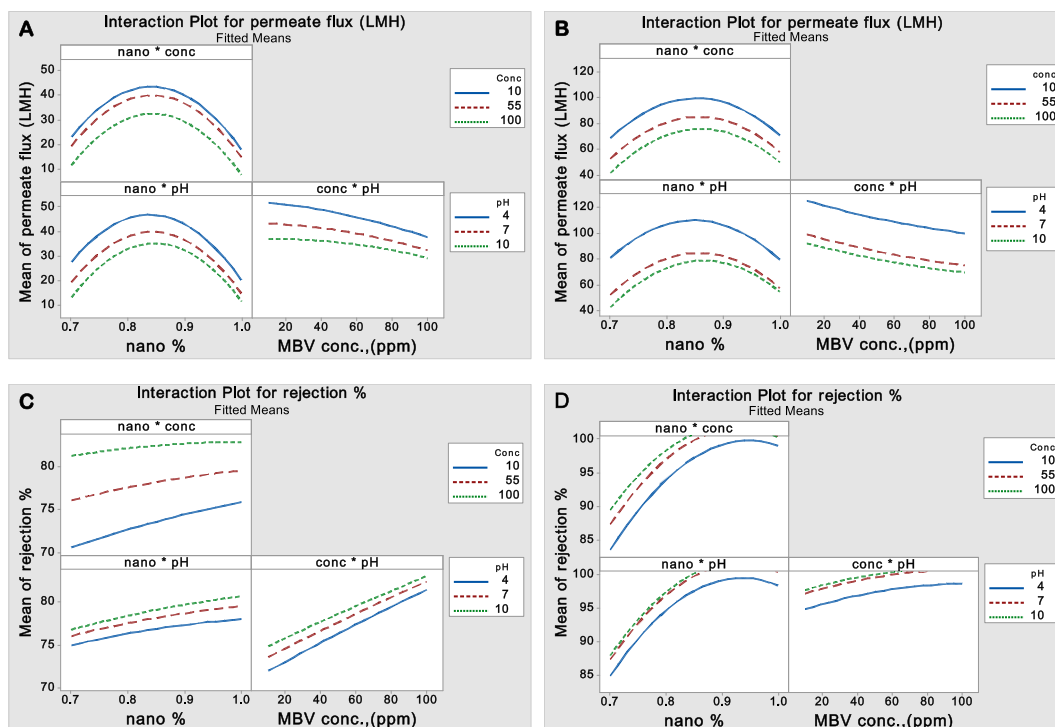 A
Interaction Plot for permeate flux (LMH)
Fitted Means
nano * conc
Mean of permeate flux (LMH)
50
40
30
20
10
Conc
10
55
100
nano * pH
conc * pH
50
40
30
20
10
pH
4
7
10
0.7 0.8 0.9 1.0
20 40 60 80 100
nano %
MBV conc.,(ppm)
B
Interaction Plot for permeate flux (LMH)
Fitted Means
nano * conc
Mean of permeate flux (LMH)
120
100
80
60
40
conc
10
55
100
nano * pH
conc * pH
120
100
80
60
40
pH
4
7
10
0.7 0.8 0.9 1.0
20 40 60 80 100
nano %
MBV conc.,(ppm)
C
Interaction Plot for rejection %
Fitted Means
nano * conc
Mean of rejection %
80
75
70
Conc
10
55
100
nano * pH
conc * pH
80
75
70
pH
4
7
10
0.7 0.8 0.9 1.0
20 40 60 80 100
nano %
MBV conc.,(ppm)
D
Interaction Plot for rejection %
Fitted Means
nano * conc
Mean of rejection %
100
95
90
85
Conc
10
55
100
nano * pH
conc * pH
100
95
90
85
pH
4
7
10
0.7 0.8 0.9 1.0
20 40 60 80 100
nano %
MBV conc.,(ppm)